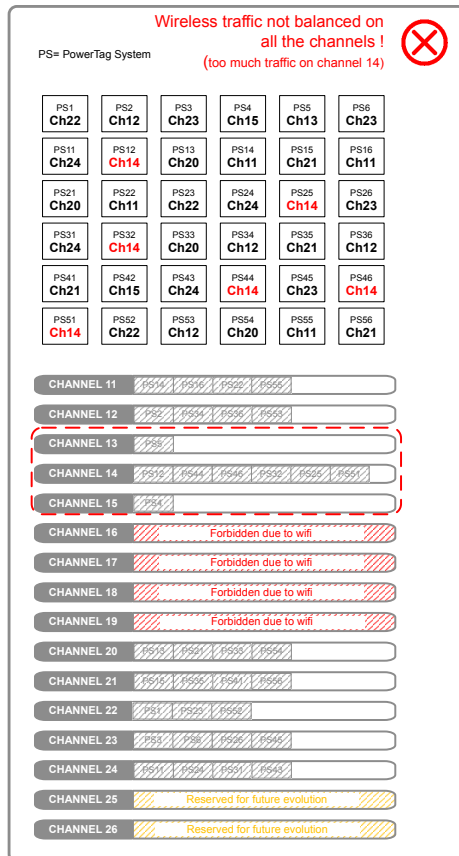 Wireless traffic not balanced on
all the channels !
(too much traffic on channel 14)
PS= PowerTag System
PS1 PS2 PS3 PS4 PS5 PS6
Ch22 Ch12 Ch23 Ch15 Ch13 Ch23
PS11 PS12 PS13 PS14 PS15 PS16
Ch24 Ch14 Ch20 Ch11 Ch21 Ch11
PS21 PS22 PS23 PS24 PS25 PS26
Ch20 Ch11 Ch22 Ch24 Ch14 Ch23
PS31 PS32 PS33 PS34 PS35 PS36
Ch24 Ch14 Ch20 Ch12 Ch21 Ch12
PS41 PS42 PS43 PS44 PS45 PS46
Ch21 Ch15 Ch24 Ch14 Ch23 Ch14
PS51 PS52 PS53 PS54 PS55 PS56
Ch14 Ch22 Ch12 Ch20 Ch11 Ch21
CHANNEL 11 PS14 PS16 PS22 PS55
CHANNEL 12 PS2 PS34 PS36 PS53
CHANNEL 13 PS5
CHANNEL 14 PS12 PS44 PS46 PS32 PS25 PS51
CHANNEL 15 PS4
CHANNEL 16 Forbidden due to wifi
CHANNEL 17 Forbidden due to wifi
CHANNEL 18 Forbidden due to wifi
CHANNEL 19 Forbidden due to wifi
CHANNEL 20 PS13 PS21 PS33 PS54
CHANNEL 21 PS15 PS35 PS41 PS56
CHANNEL 22 PS1 PS23 PS52
CHANNEL 23 PS3 PS6 PS26 PS45
CHANNEL 24 PS11 PS24 PS31 PS43
CHANNEL 25 Reserved for future evolution
CHANNEL 26 Reserved for future evolution